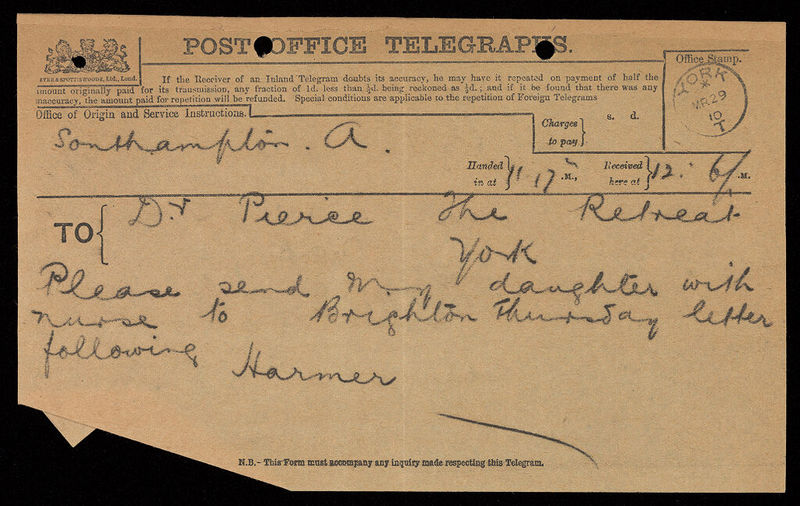 POST OFFICE TELEGRAPHS.
EYRE & SPOTTISWOODE, Ltd., Lond.
If the Receiver of an Inland Telegram doubts its accuracy, he may have it repeated on payment of half the
amount originally paid for its transmission, any fraction of 1d. less than ½d. being reckoned as ½d.; and if it be found that there was any
inaccuracy, the amount paid for repetition will be refunded. Special conditions are applicable to the repetition of Foreign Telegrams
Office Stamp.
YORK
*
MR 29
10
T
Office of Origin and Service Instructions.
Southampton. A.
Charges to pay
s. d.
Handed in at 11.17 .M.,
Received here at 12. 6 .M.
TO Dr Pierce The Retreat
York
Please send my daughter with
nurse to Brighton Thursday letter
following
Harmer
N.B.- This Form must accompany any inquiry made respecting this Telegram.